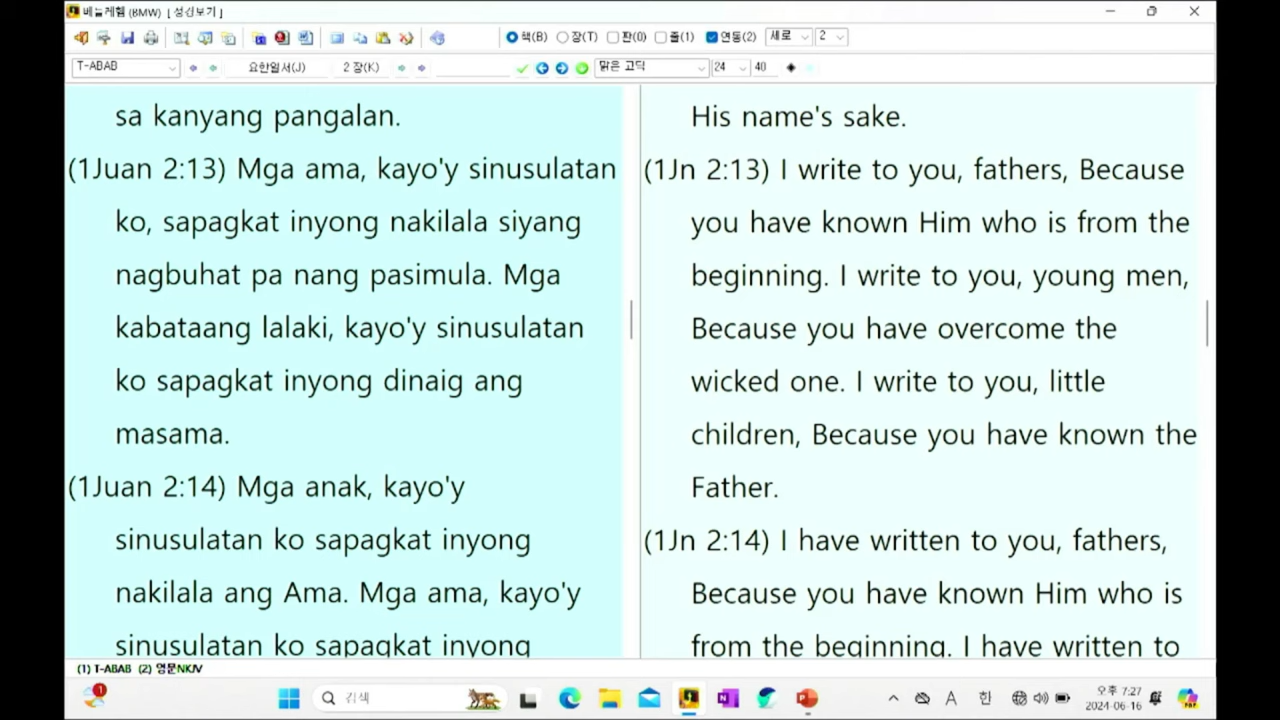 베들레헴 (BMW) [ 성경보기 ]
책(B) 장(T) 판(0) 줄(1) 연동(2) 세로 2
T-ABAB 요한일서(J) 2 장(K) 맑은 고딕 24 40
sa kanyang pangalan.
(1Juan 2:13) Mga ama, kayo'y sinusulatan
ko, sapagkat inyong nakilala siyang
nagbuhat pa nang pasimula. Mga
kabataang lalaki, kayo'y sinusulatan
ko sapagkat inyong dinaig ang
masama.
(1Juan 2:14) Mga anak, kayo'y
sinusulatan ko sapagkat inyong
nakilala ang Ama. Mga ama, kayo'y
sinusulatan ko sapagkat inyong
His name's sake.
(1Jn 2:13) I write to you, fathers, Because
you have known Him who is from the
beginning. I write to you, young men,
Because you have overcome the
wicked one. I write to you, little
children, Because you have known the
Father.
(1Jn 2:14) I have written to you, fathers,
Because you have known Him who is
from the beginning. I have written to
(1) T-ABAB (2) 영문NKJV
1 검색 A 한 오후 7:27
2024-06-16